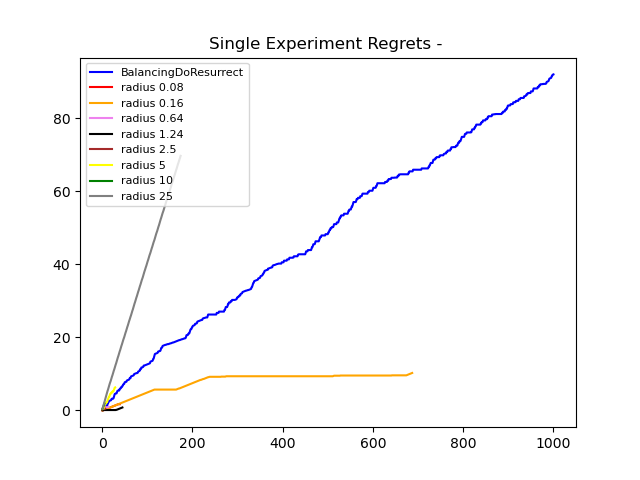 Single Experiment Regrets -
BalancingDoResurrect
radius 0.08
radius 0.16
radius 0.64
radius 1.24
radius 2.5
radius 5
radius 10
radius 25
80
60
40
20
0
0 200 400 600 800 1000